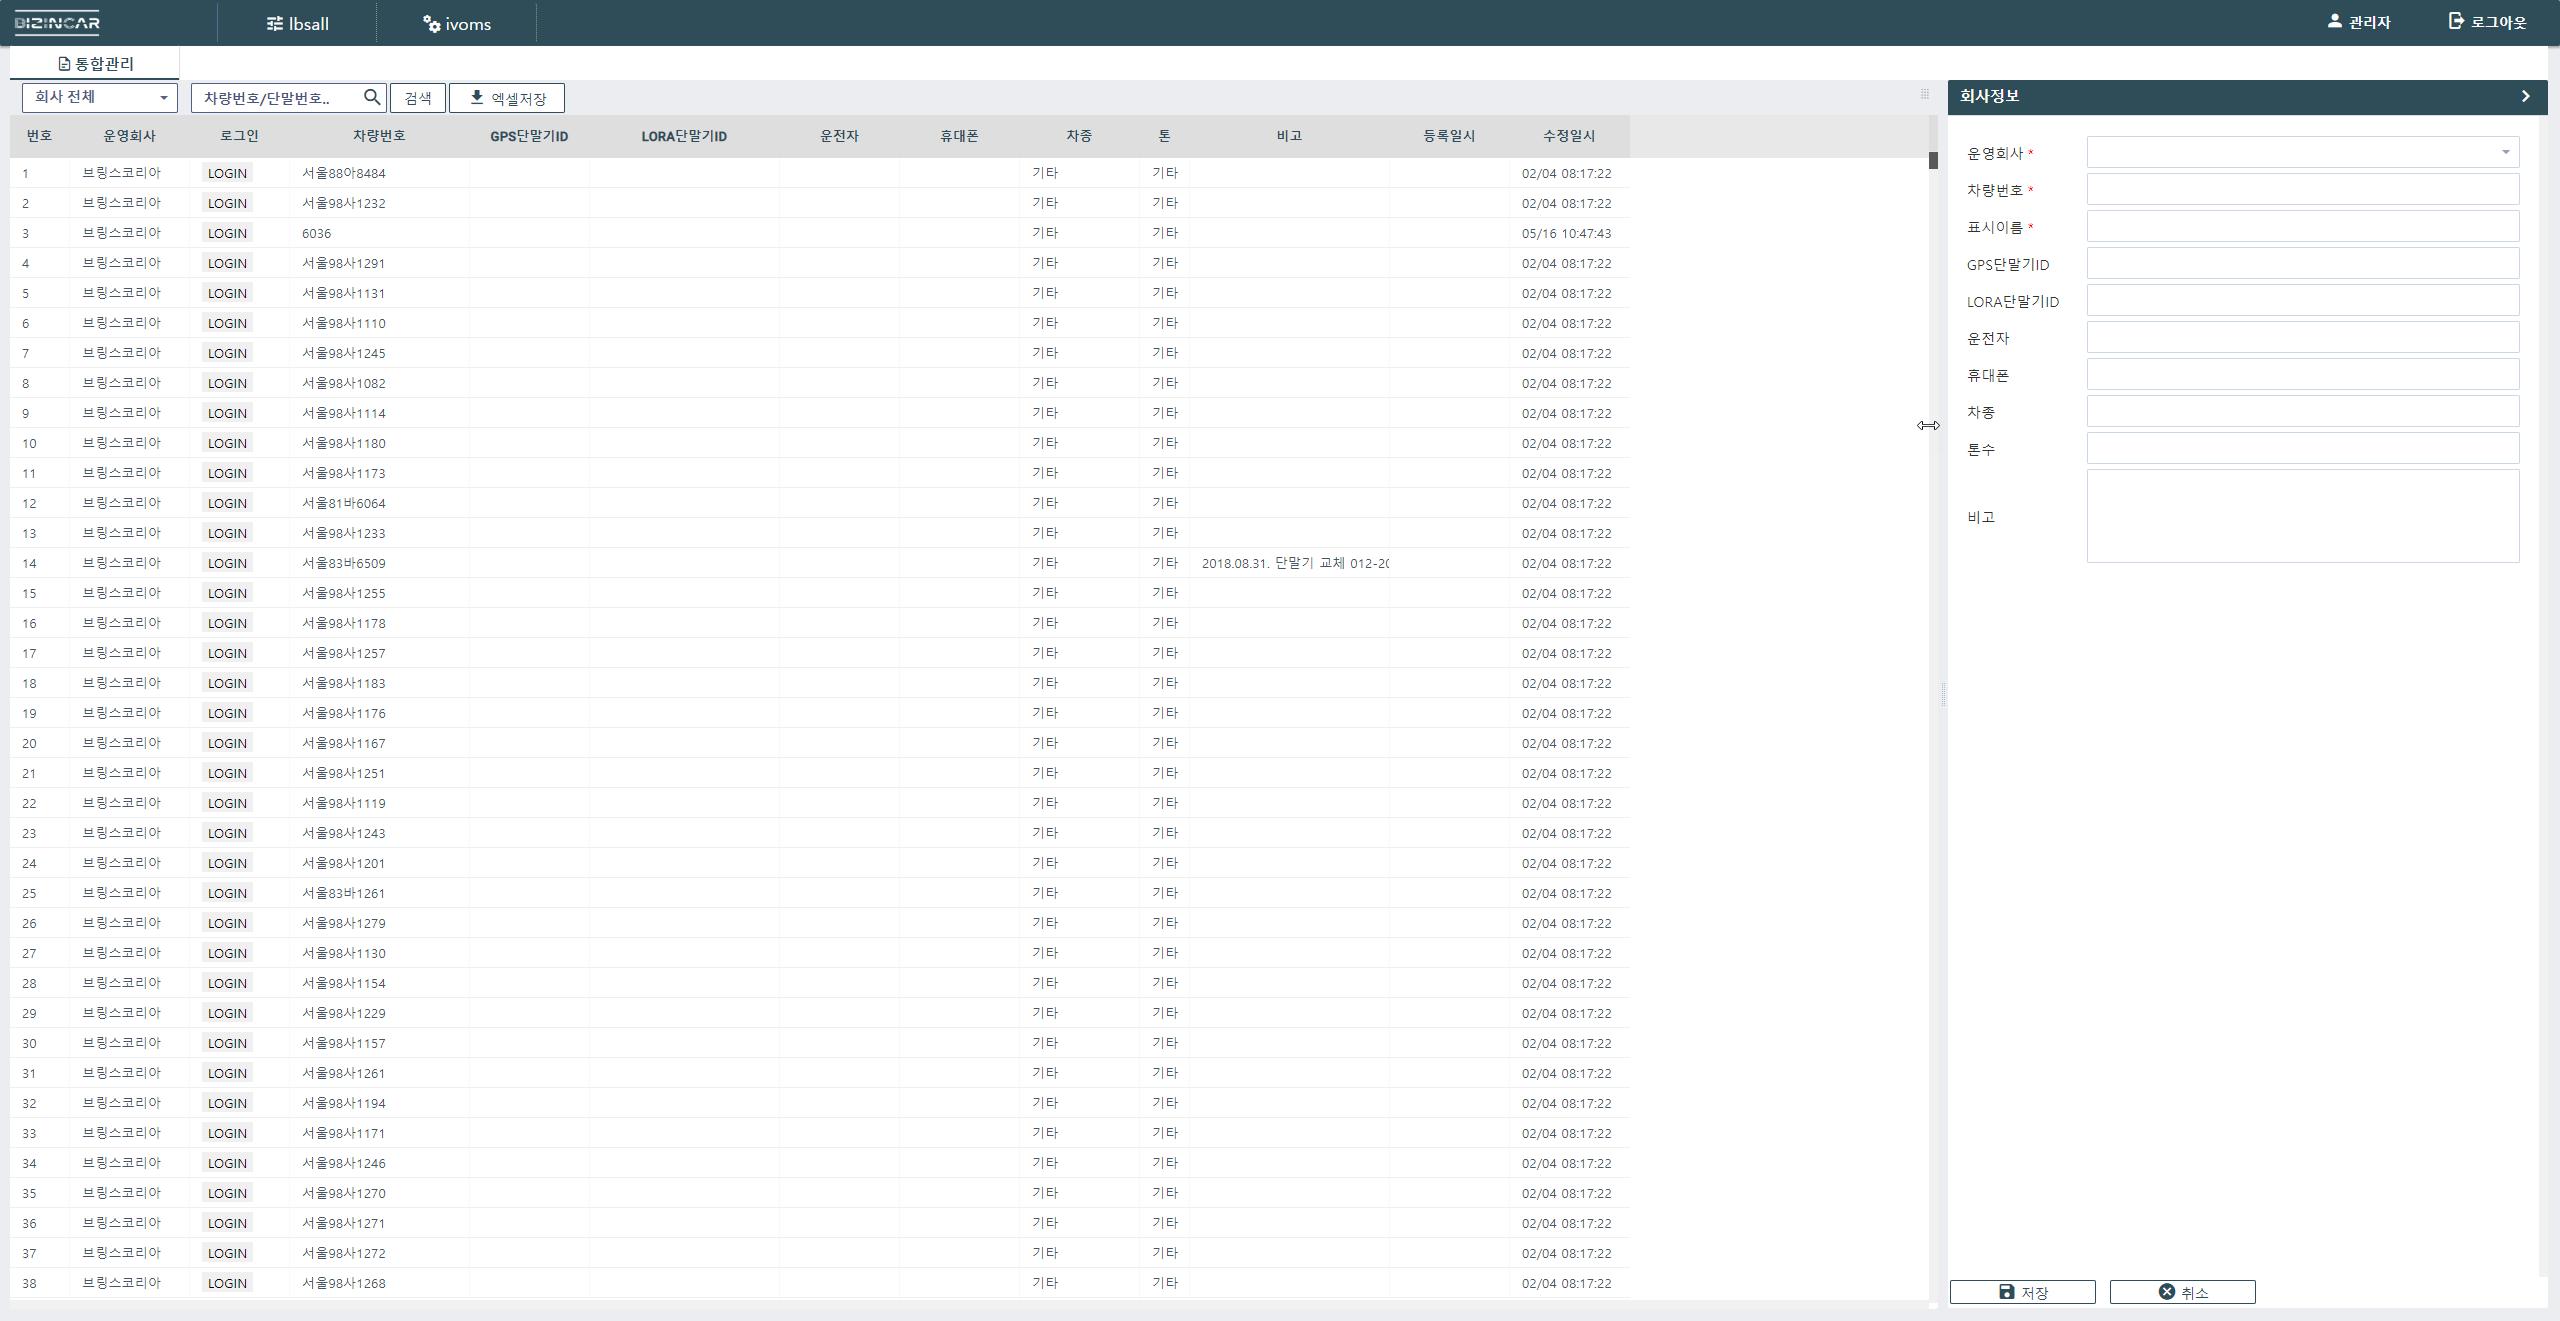 BIZINCAR lbsall ivoms 관리자 로그아웃
통합관리
회사 전체 차량번호/단말번호.. 검색 엑셀저장 회사정보
번호 운영회사 로그인 차량번호 GPS단말기ID LORA단말기ID 운전자 휴대폰 차종 톤 비고 등록일시 수정일시
1 브링스코리아 LOGIN 서울88아8484 기타 기타 02/04 08:17:22
2 브링스코리아 LOGIN 서울98사1232 기타 기타 02/04 08:17:22
3 브링스코리아 LOGIN 6036 기타 기타 05/16 10:47:43
4 브링스코리아 LOGIN 서울98사1291 기타 기타 02/04 08:17:22
5 브링스코리아 LOGIN 서울98사1131 기타 기타 02/04 08:17:22
6 브링스코리아 LOGIN 서울98사1110 기타 기타 02/04 08:17:22
7 브링스코리아 LOGIN 서울98사1245 기타 기타 02/04 08:17:22
8 브링스코리아 LOGIN 서울98사1082 기타 기타 02/04 08:17:22
9 브링스코리아 LOGIN 서울98사1114 기타 기타 02/04 08:17:22
10 브링스코리아 LOGIN 서울98사1180 기타 기타 02/04 08:17:22
11 브링스코리아 LOGIN 서울98사1173 기타 기타 02/04 08:17:22
12 브링스코리아 LOGIN 서울81바6064 기타 기타 02/04 08:17:22
13 브링스코리아 LOGIN 서울98사1233 기타 기타 02/04 08:17:22
14 브링스코리아 LOGIN 서울83바6509 기타 기타 2018.08.31. 단말기 교체 012-20 02/04 08:17:22
15 브링스코리아 LOGIN 서울98사1255 기타 기타 02/04 08:17:22
16 브링스코리아 LOGIN 서울98사1178 기타 기타 02/04 08:17:22
17 브링스코리아 LOGIN 서울98사1257 기타 기타 02/04 08:17:22
18 브링스코리아 LOGIN 서울98사1183 기타 기타 02/04 08:17:22
19 브링스코리아 LOGIN 서울98사1176 기타 기타 02/04 08:17:22
20 브링스코리아 LOGIN 서울98사1167 기타 기타 02/04 08:17:22
21 브링스코리아 LOGIN 서울98사1251 기타 기타 02/04 08:17:22
22 브링스코리아 LOGIN 서울98사1119 기타 기타 02/04 08:17:22
23 브링스코리아 LOGIN 서울98사1243 기타 기타 02/04 08:17:22
24 브링스코리아 LOGIN 서울98사1201 기타 기타 02/04 08:17:22
25 브링스코리아 LOGIN 서울83바1261 기타 기타 02/04 08:17:22
26 브링스코리아 LOGIN 서울98사1279 기타 기타 02/04 08:17:22
27 브링스코리아 LOGIN 서울98사1130 기타 기타 02/04 08:17:22
28 브링스코리아 LOGIN 서울98사1154 기타 기타 02/04 08:17:22
29 브링스코리아 LOGIN 서울98사1229 기타 기타 02/04 08:17:22
30 브링스코리아 LOGIN 서울98사1157 기타 기타 02/04 08:17:22
31 브링스코리아 LOGIN 서울98사1261 기타 기타 02/04 08:17:22
32 브링스코리아 LOGIN 서울98사1194 기타 기타 02/04 08:17:22
33 브링스코리아 LOGIN 서울98사1171 기타 기타 02/04 08:17:22
34 브링스코리아 LOGIN 서울98사1246 기타 기타 02/04 08:17:22
35 브링스코리아 LOGIN 서울98사1270 기타 기타 02/04 08:17:22
36 브링스코리아 LOGIN 서울98사1271 기타 기타 02/04 08:17:22
37 브링스코리아 LOGIN 서울98사1272 기타 기타 02/04 08:17:22
38 브링스코리아 LOGIN 서울98사1268 기타 기타 02/04 08:17:22
운영회사 *
차량번호 *
표시이름 *
GPS단말기ID
LORA단말기ID
운전자
휴대폰
차종
톤수
비고
저장 취소